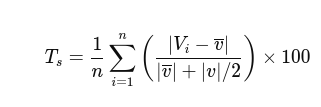 $T_s = \frac{1}{n} \sum_{i=1}^{n} \left( \frac{|V_i - \overline{v}|}{|\overline{v}| + |v|/2} \right) \times 100$